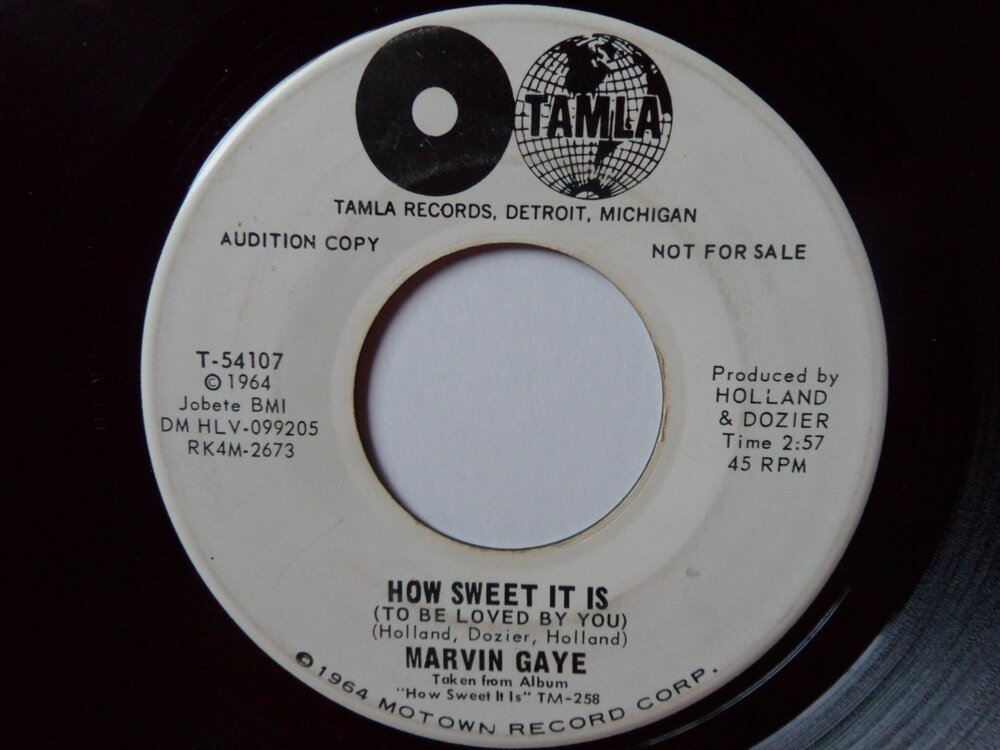 TAMLA
TAMLA RECORDS, DETROIT, MICHIGAN
AUDITION COPY
NOT FOR SALE
T-54107
© 1964
Jobete BMI
DM HLV-099205
RK4M-2673
Produced by
HOLLAND
& DOZIER
Time 2:57
45 RPM
HOW SWEET IT IS
(TO BE LOVED BY YOU)
(Holland, Dozier, Holland)
MARVIN GAYE
Taken from Album
"How Sweet It Is" TM-258
©1964 MOTOWN RECORD CORP.